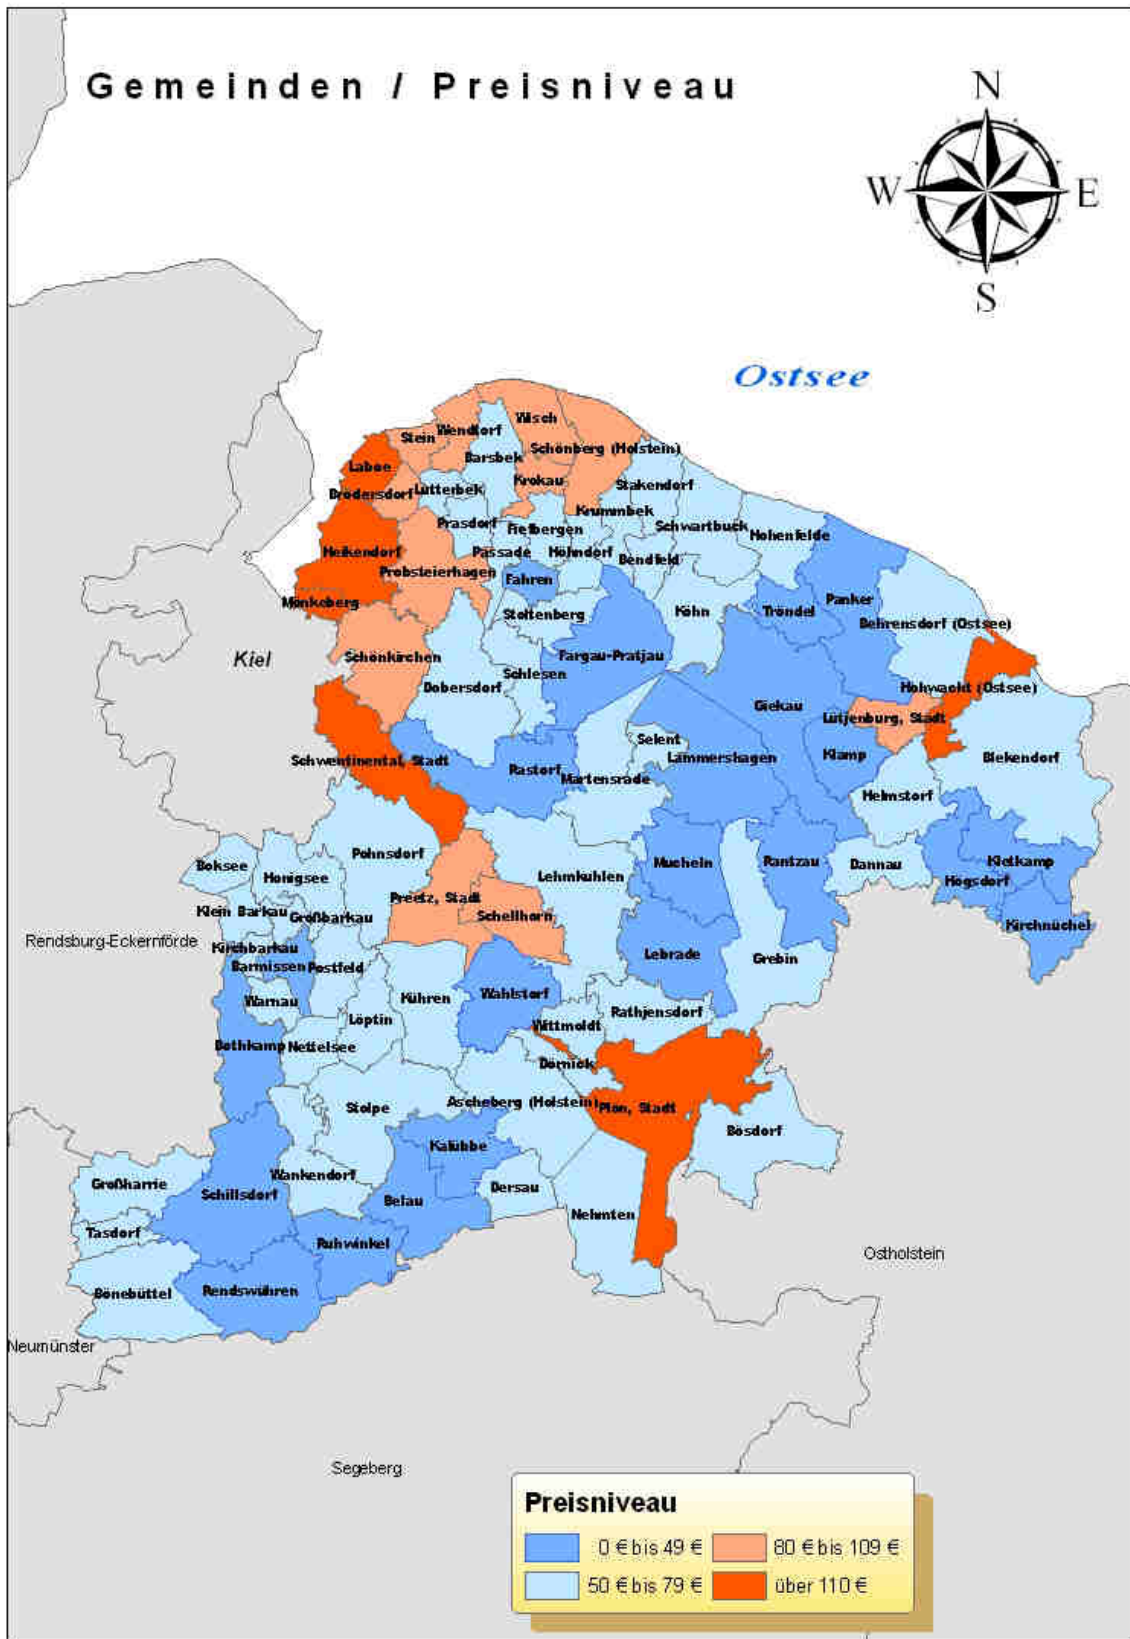 Gemeinden / Preisniveau
N
W E
S
Ostsee
Wisch
Wendtorf
Stein
Schönberg (Holstein)
Barsbek
Laboe
Krokau
Stakendorf
Brodersdorf
Lutterbek
Krummbek
Prasdorf
Fiefbergen
Schwartbuck
Hohenfelde
Heikendorf
Passade
Höhndorf
Bendfeld
Probsteierhagen
Fahren
Mönkeberg
Stoltenberg
Köhn
Tröndel
Panker
Behrensdorf (Ostsee)
Kiel
Schönkirchen
Fargau-Pratjau
Schlesen
Dobersdorf
Hohwacht (Ostsee)
Giekau
Lütjenburg, Stadt
Selent
Schwentinental, Stadt
Lammershagen
Klamp
Blekendorf
Rastorf
Martensrade
Helmstorf
Pohnsdorf
Mucheln
Rantzau
Dannau
Kletkamp
Boksee
Honigsee
Lehmkuhlen
Högsdorf
Preetz, Stadt
Klein Barkau
Großbarkau
Schellhorn
Kirchnüchel
Rendsburg-Eckernförde
Kirchbarkau
Lebrade
Grebin
Barmissen
Postfeld
Warnau
Kühren
Wahlstorf
Rathjensdorf
Löptin
Wittmoldt
Bothkamp
Nettelsee
Dörnick
Stolpe
Ascheberg (Holstein)
Plön, Stadt
Bösdorf
Kalübbe
Wankendorf
Großharrie
Schillsdorf
Belau
Dersau
Nehmten
Tasdorf
Ruhwinkel
Ostholstein
Bönebüttel
Rendswühren
Neumünster
Segeberg
Preisniveau
0 € bis 49 € 80 € bis 109 €
50 € bis 79 € über 110 €